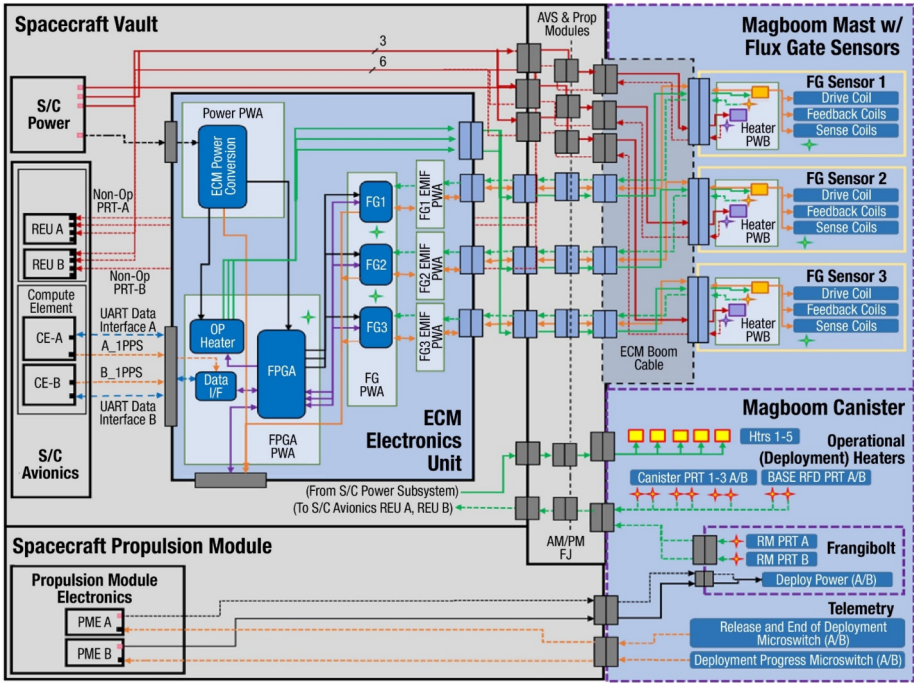 Spacecraft Vault
AVS & Prop
Modules
Magboom Mast w/
Flux Gate Sensors
3
6
S/C
Power
Power PWA
ECM Power
Conversion
FG Sensor 1
Drive Coil
Feedback Coils
Sense Coils
Heater
PWB
Non-Op
PRT-A
REU A
REU B
Non-Op
PRT-B
FG1
FG2
FG3
FG
PWA
FG1 EMIF
PWA
FG2 EMIF
PWA
FG3 EMIF
PWA
FG Sensor 2
Drive Coil
Feedback Coils
Sense Coils
Heater
PWB
FG Sensor 3
Drive Coil
Feedback Coils
Sense Coils
Heater
PWB
Compute
Element
CE-A
CE-B
S/C
Avionics
UART Data
Interface A
A_1PPS
B_1PPS
UART Data
Interface B
OP
Heater
Data
I/F
FPGA
FPGA
PWA
ECM
Electronics
Unit
ECM Boom
Cable
Magboom Canister
Htrs 1-5
Operational
(Deployment) Heaters
Canister PRT 1-3 A/B
BASE RFD PRT A/B
(From S/C Power Subsystem)
(To S/C Avionics REU A, REU B)
AM/PM
FJ
RM PRT A
RM PRT B
Frangibolt
Deploy Power (A/B)
Spacecraft Propulsion Module
Propulsion Module
Electronics
PME A
PME B
Telemetry
Release and End of Deployment
Microswitch (A/B)
Deployment Progress Microswitch (A/B)